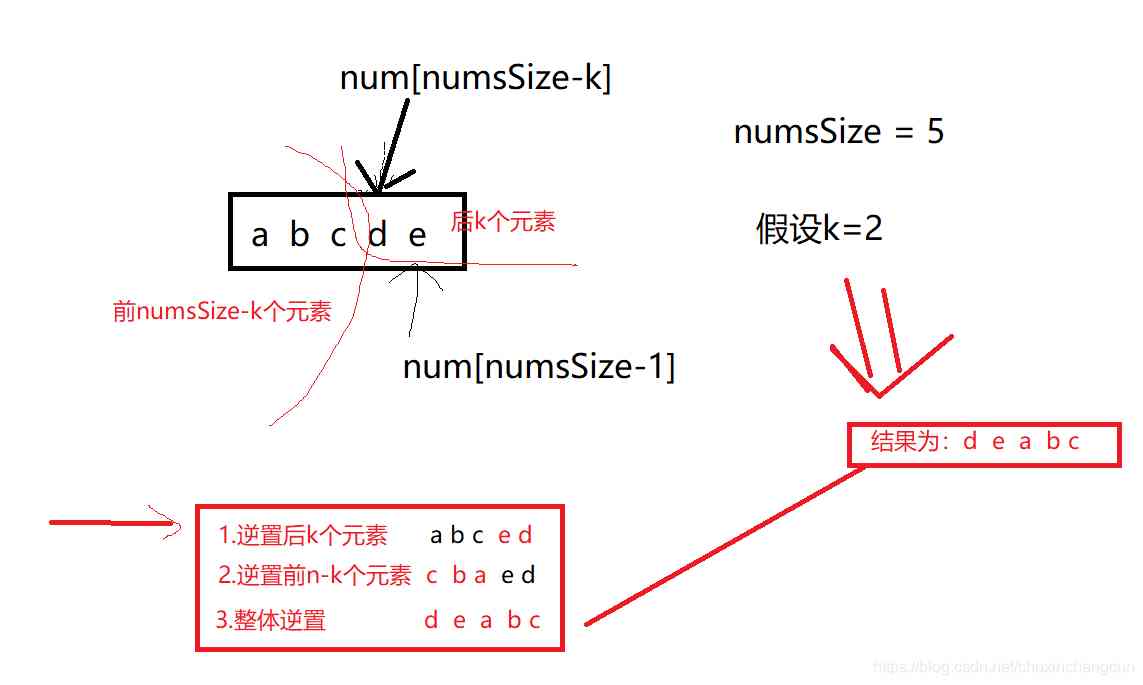 num[numsSize-k]
numsSize = 5
假设k=2
a b c d e
后k个元素
前numsSize-k个元素
num[numsSize-1]
结果为：d e a b c
1.逆置后k个元素 a b c e d
2.逆置前n-k个元素 c b a e d
3.整体逆置 d e a b c
https://blog.csdn.net/chuxinchangcun